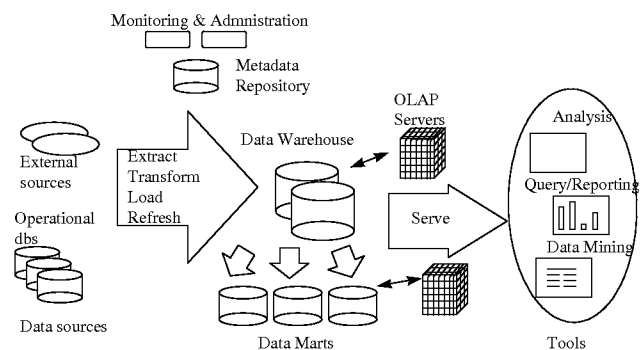 Monitoring & Admnistration
Metadata
Repository
OLAP
Servers
Data Warehouse
Analysis
External
sources
Extract
Transform
Load
Refresh
Query/Reporting
Operational
dbs
Serve
Data Mining
Data sources
Data Marts
Tools